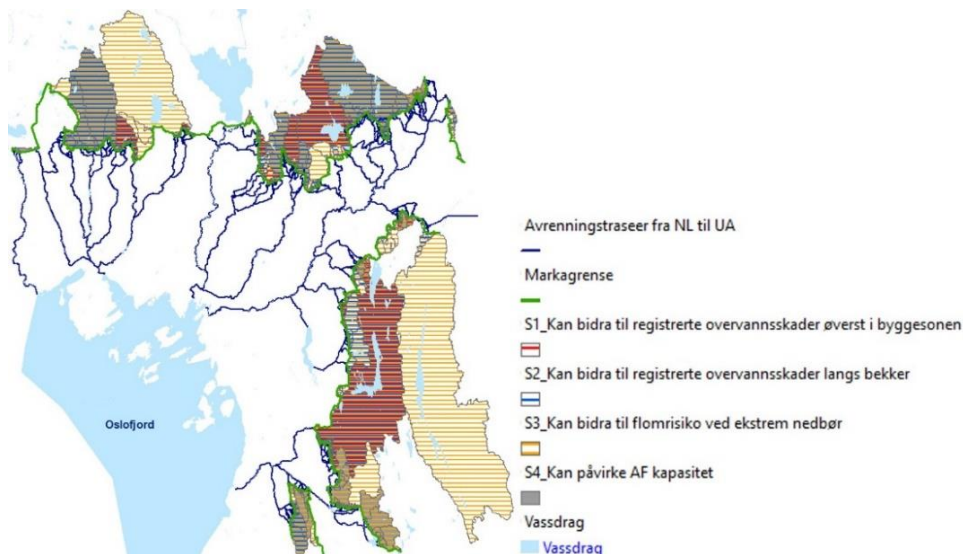 Avrenningstraseer fra NL til UA
Markagrense
S1_Kan bidra til registrerte overvannsskader øverst i byggesonen
S2_Kan bidra til registrerte overvannsskader langs bekker
S3_Kan bidra til flomrisiko ved ekstrem nedbør
Oslofjord
S4_Kan påvirke AF kapasitet
Vassdrag
Vassdrag